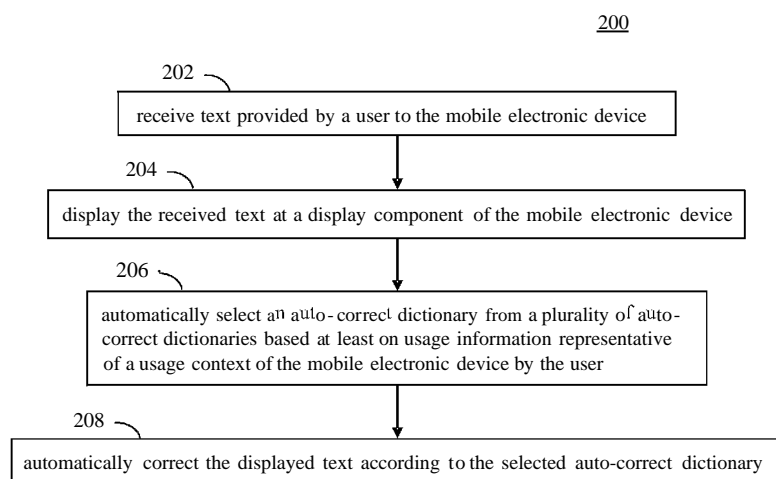 200
202
receive text provided by a user to the mobile electronic device
204
display the received text at a display component of the mobile electronic device
206
automatically select an auto-correct dictionary from a plurality of auto-
correct dictionaries based at least on usage information representative
of a usage context of the mobile electronic device by the user
208
automatically correct the displayed text according to the selected auto-correct dictionary